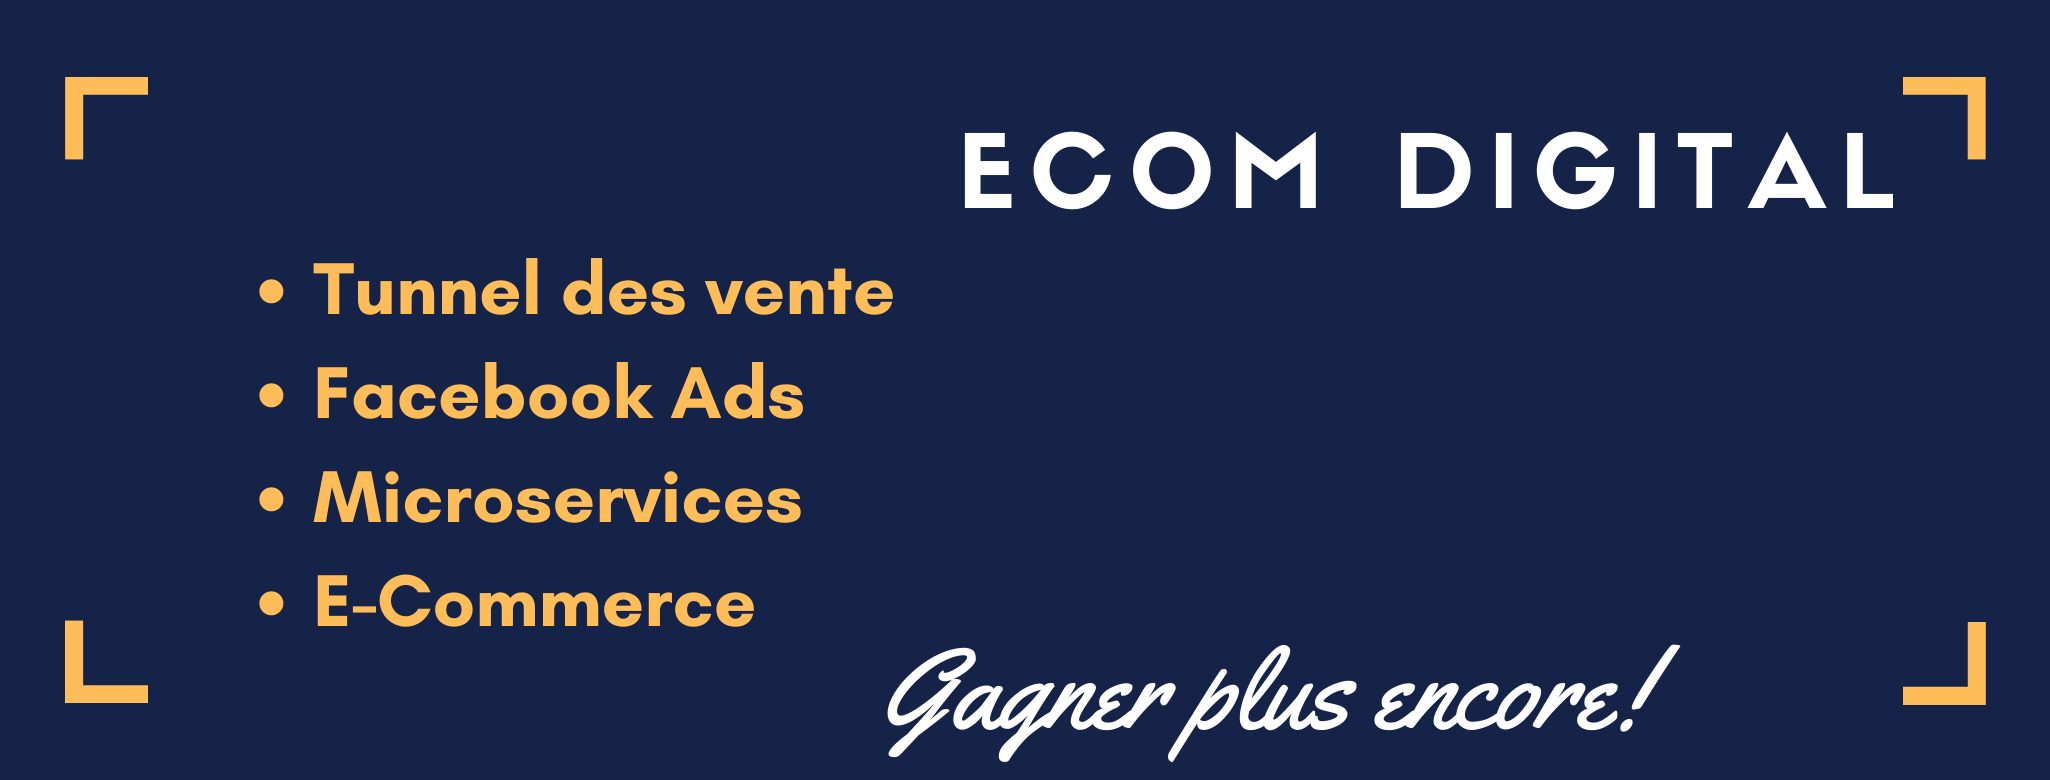 ECOM DIGITAL
• Tunnel des vente
• Facebook Ads
• Microservices
• E-Commerce
Gagner plus encore!